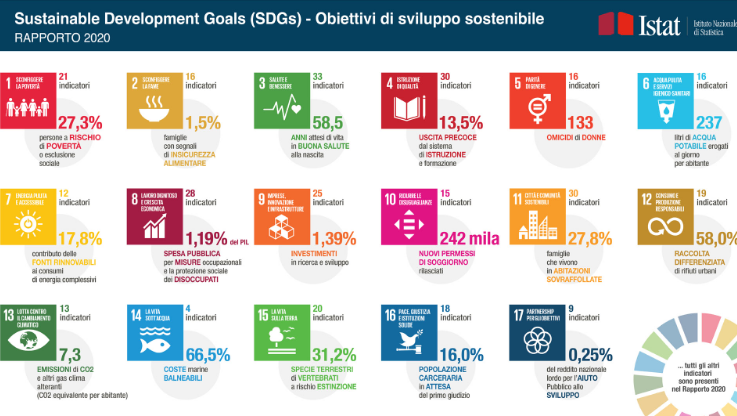 Sustainable Development Goals (SDGs) - Obiettivi di sviluppo sostenibile
RAPPORTO 2020
Istat
Istituto Nazionale
di Statistica
1 SCONFIGGERE
LA POVERTÀ
21
indicatori
27,3%
persone a RISCHIO
di POVERTÀ
o esclusione
sociale
2 SCONFIGGERE
LA FAME
16
indicatori
1,5%
famiglie
con segnali
di INSICUREZZA
ALIMENTARE
3 SALUTE E
BENESSERE
33
indicatori
58,5
ANNI attesi di vita
in BUONA SALUTE
alla nascita
4 ISTRUZIONE
DI QUALITÀ
30
indicatori
13,5%
USCITA PRECOCE
dal sistema
di ISTRUZIONE
e formazione
5 PARITÀ
DI GENERE
16
indicatori
133
OMICIDI di DONNE
6 ACQUA PULITA
E SERVIZI
IGIENICO SANITARI
16
indicatori
237
litri di ACQUA
POTABILE erogati
al giorno
per abitante
7 ENERGIA PULITA
E ACCESSIBILE
12
indicatori
17,8%
contributo delle
FONTI RINNOVABILI
ai consumi
di energia complessivi
8 LAVORO DIGNITOSO
E CRESCITA
ECONOMICA
28
indicatori
1,19% del PIL
SPESA PUBBLICA
per MISURE occupazionali
e la protezione sociale
dei DISOCCUPATI
9 IMPRESE,
INNOVAZIONE
E INFRASTRUTTURE
25
indicatori
1,39%
INVESTIMENTI
in ricerca e sviluppo
10 RIDURRE LE
DISUGUAGLIANZE
15
indicatori
242 mila
NUOVI PERMESSI
DI SOGGIORNO
rilasciati
11 CITTÀ E COMUNITÀ
SOSTENIBILI
30
indicatori
27,8%
famiglie
che vivono
in ABITAZIONI
SOVRAFFOLLATE
12 CONSUMO E
PRODUZIONE
RESPONSABILI
19
indicatori
58,0%
RACCOLTA
DIFFERENZIATA
di rifiuti urbani
13 LOTTA CONTRO
IL CAMBIAMENTO
CLIMATICO
13
indicatori
7,3
EMISSIONI di CO2
e altri gas clima
alteranti
(CO2 equivalente per abitante)
14 LA VITA
SOTT'ACQUA
4
indicatori
66,5%
COSTE marine
BALNEABILI
15 LA VITA
SULLA TERRA
20
indicatori
31,2%
SPECIE TERRESTRI
di VERTEBRATI
a rischio ESTINZIONE
16 PACE, GIUSTIZIA
E ISTITUZIONI
SOLIDE
18
indicatori
16,0%
POPOLAZIONE
CARCERARIA
in ATTESA
del primo giudizio
17 PARTNERSHIP
PER GLI OBIETTIVI
9
indicatori
0,25%
del reddito nazionale
lordo per l'AIUTO
Pubblico allo
SVILUPPO
... tutti gli altri
indicatori
sono presenti
nel Rapporto 2020